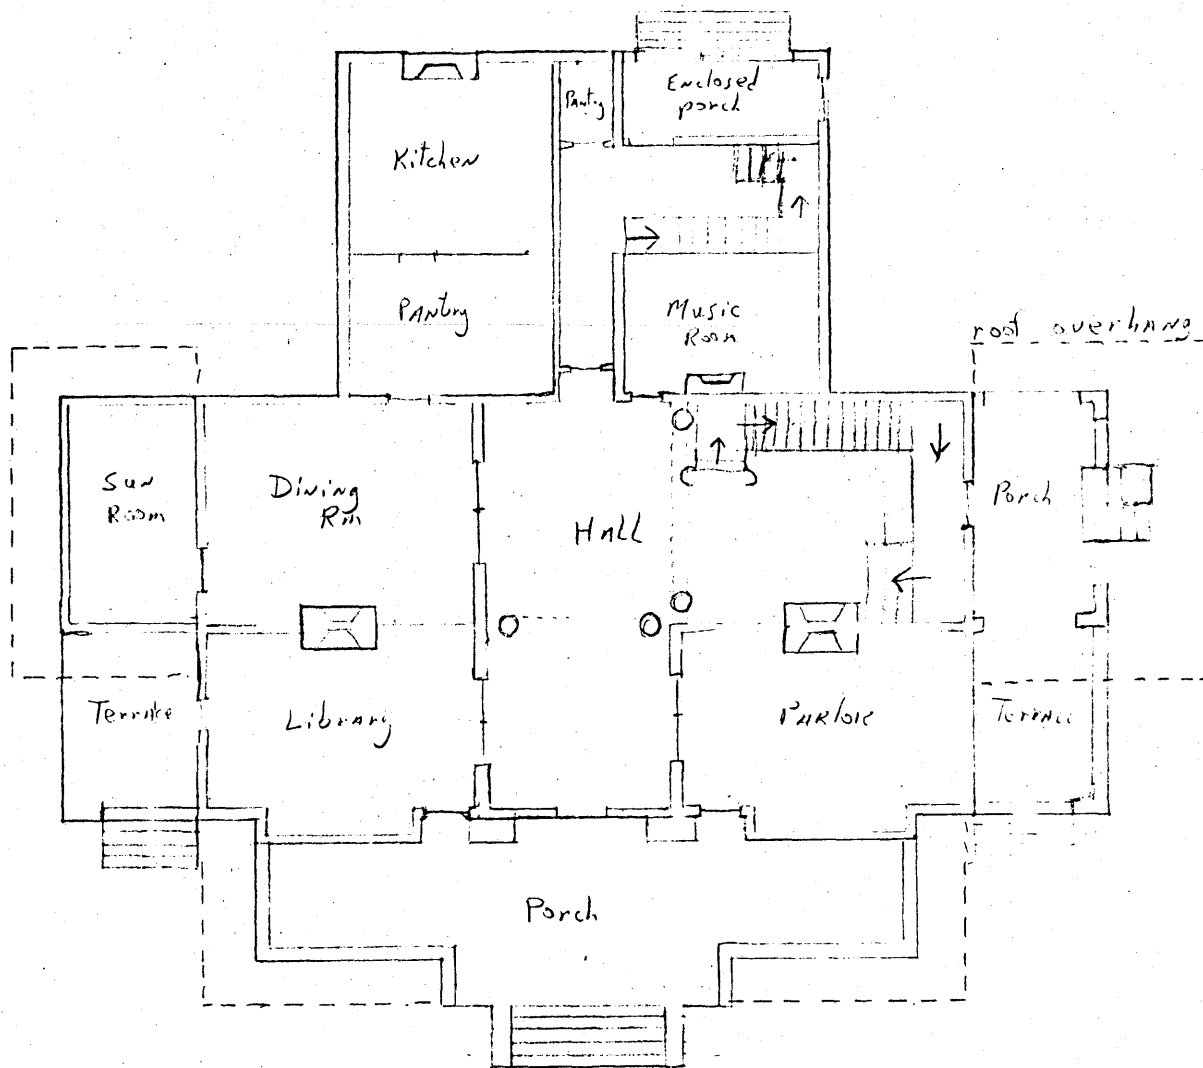 Enclosed
porch
Pantry
Kitchen
Music
Room
Pantry
roof overhang
Sun
Room
Dining
Rm
Hall
Porch
Terrace
Library
Parlor
Terrace
Porch